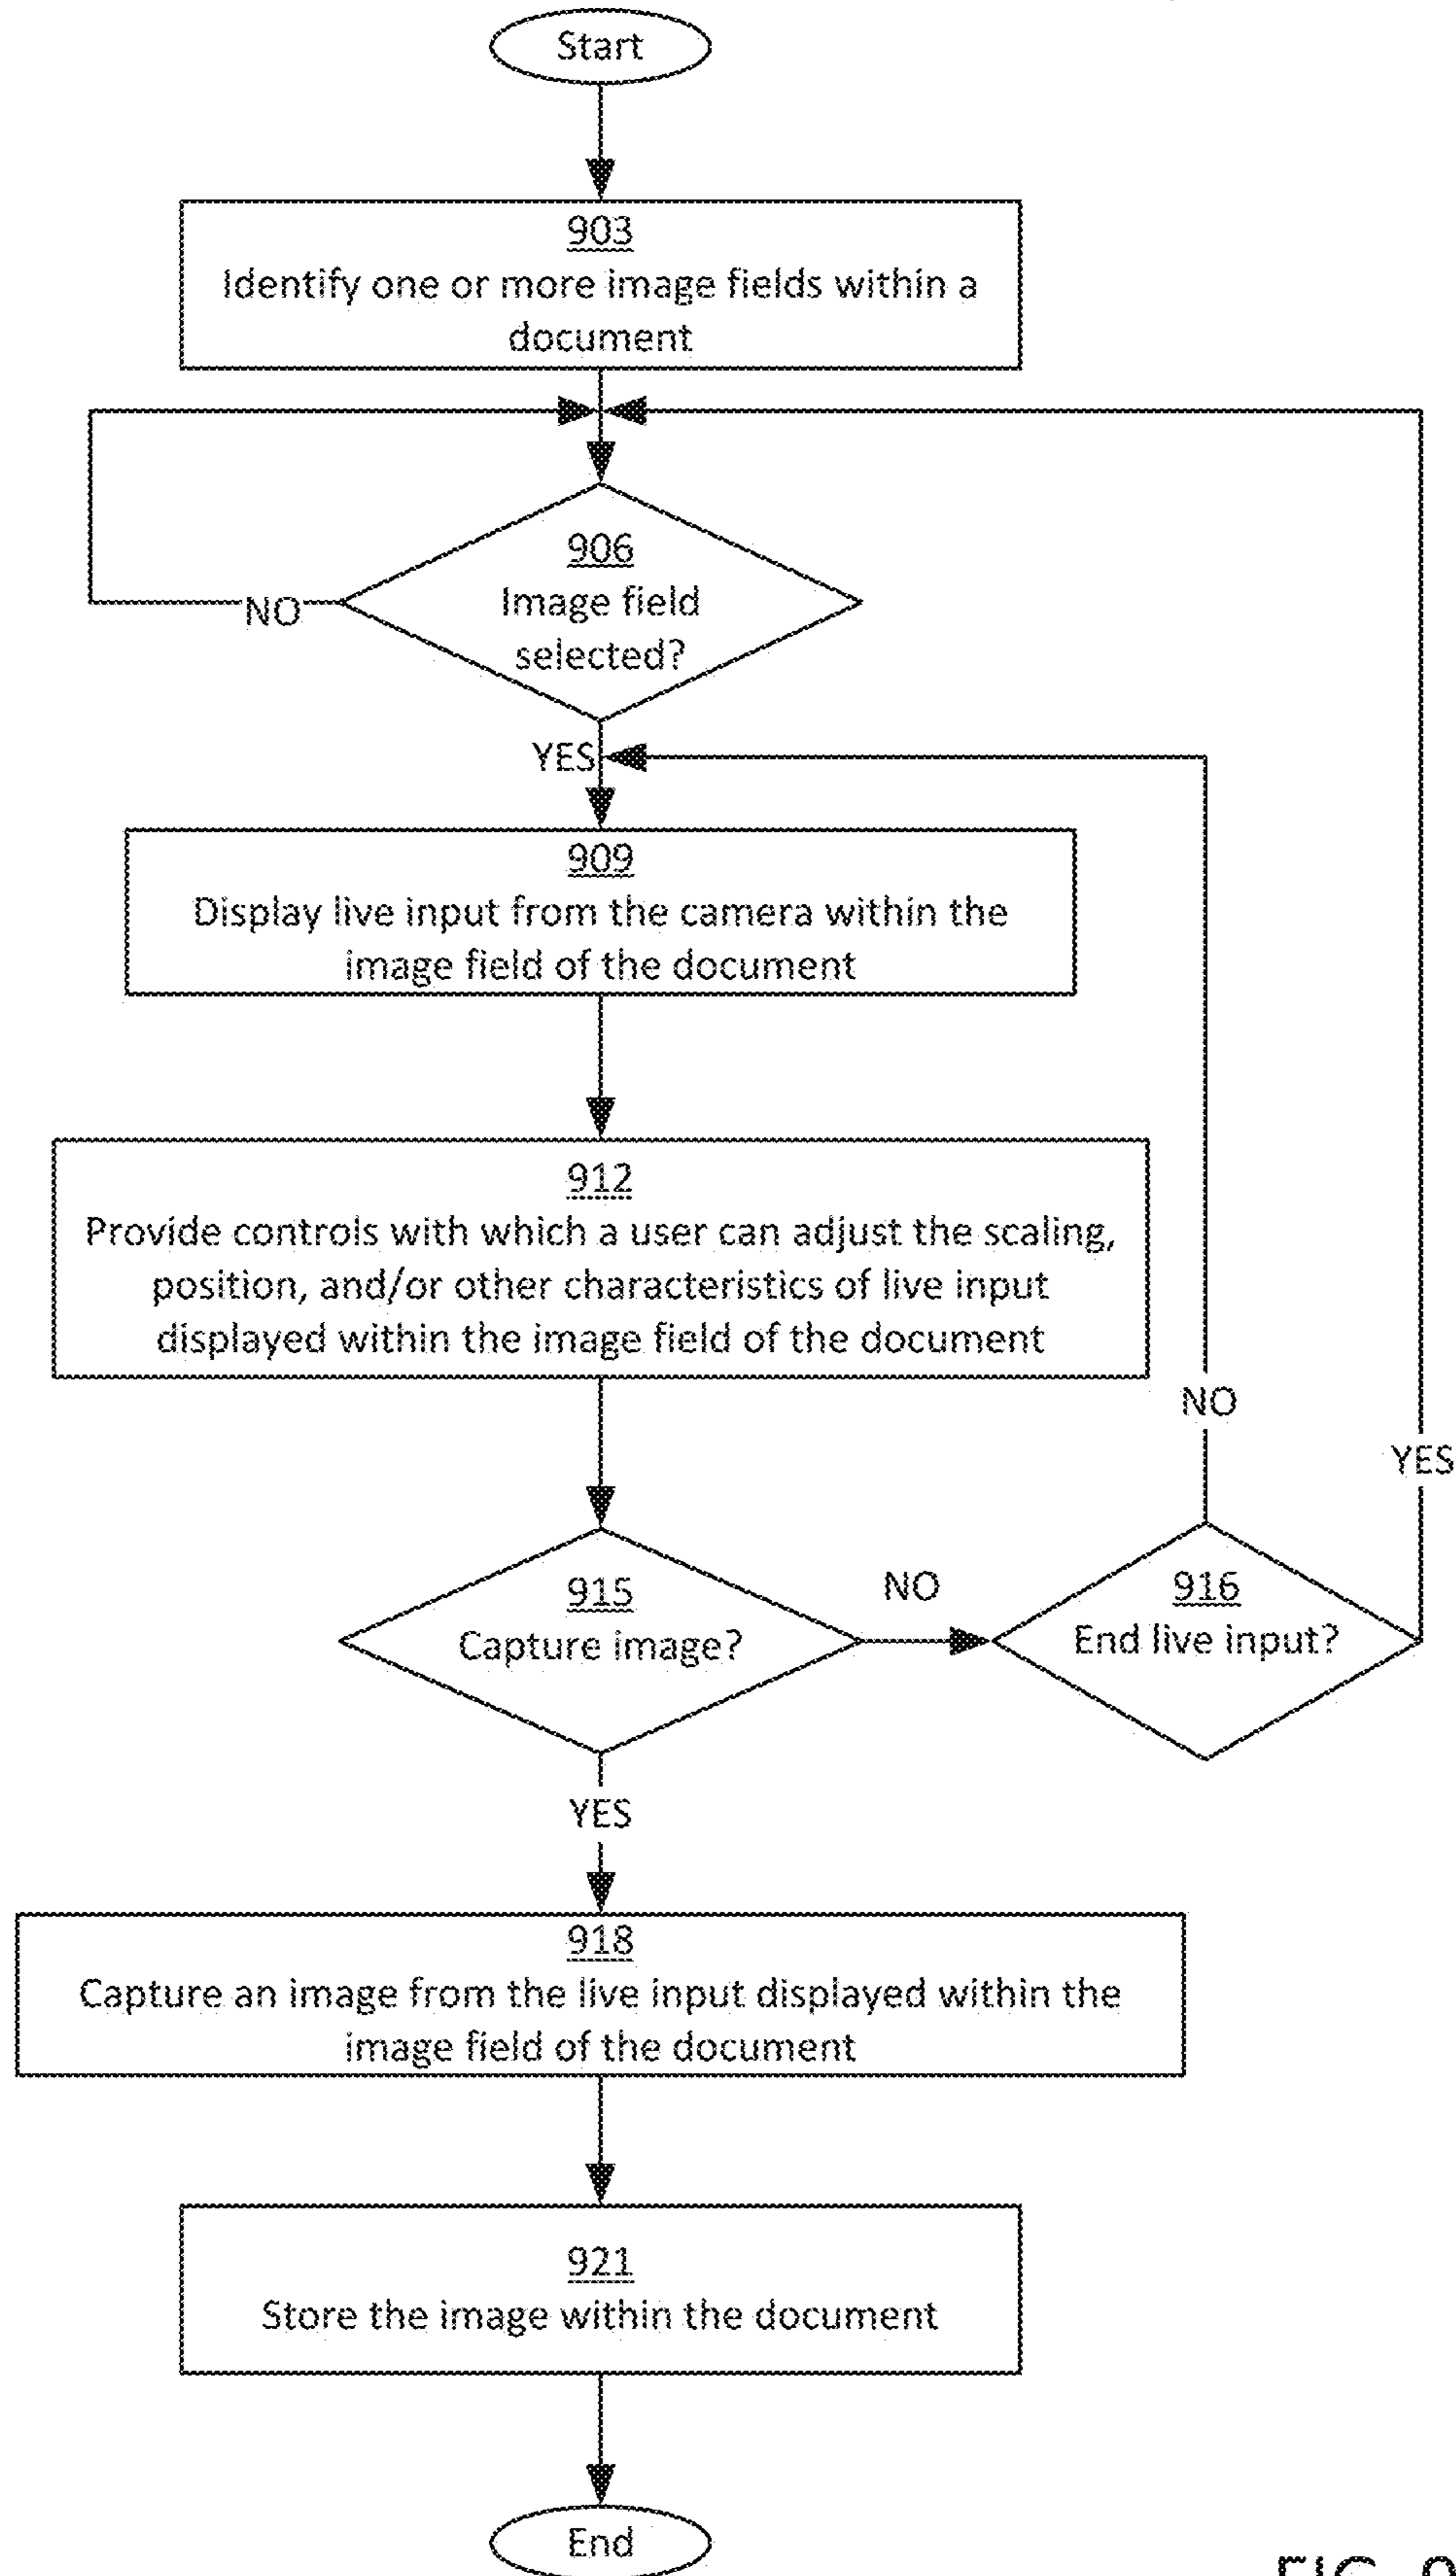 Start
903
Identify one or more image fields within a
document
906
Image field
selected?
NO
YES
909
Display live input from the camera within the
image field of the document
912
Provide controls with which a user can adjust the scaling,
position, and/or other characteristics of live input
displayed within the image field of the document
NO
YES
915
Capture image?
NO
916
End live input?
YES
918
Capture an image from the live input displayed within the
image field of the document
921
Store the image within the document
End